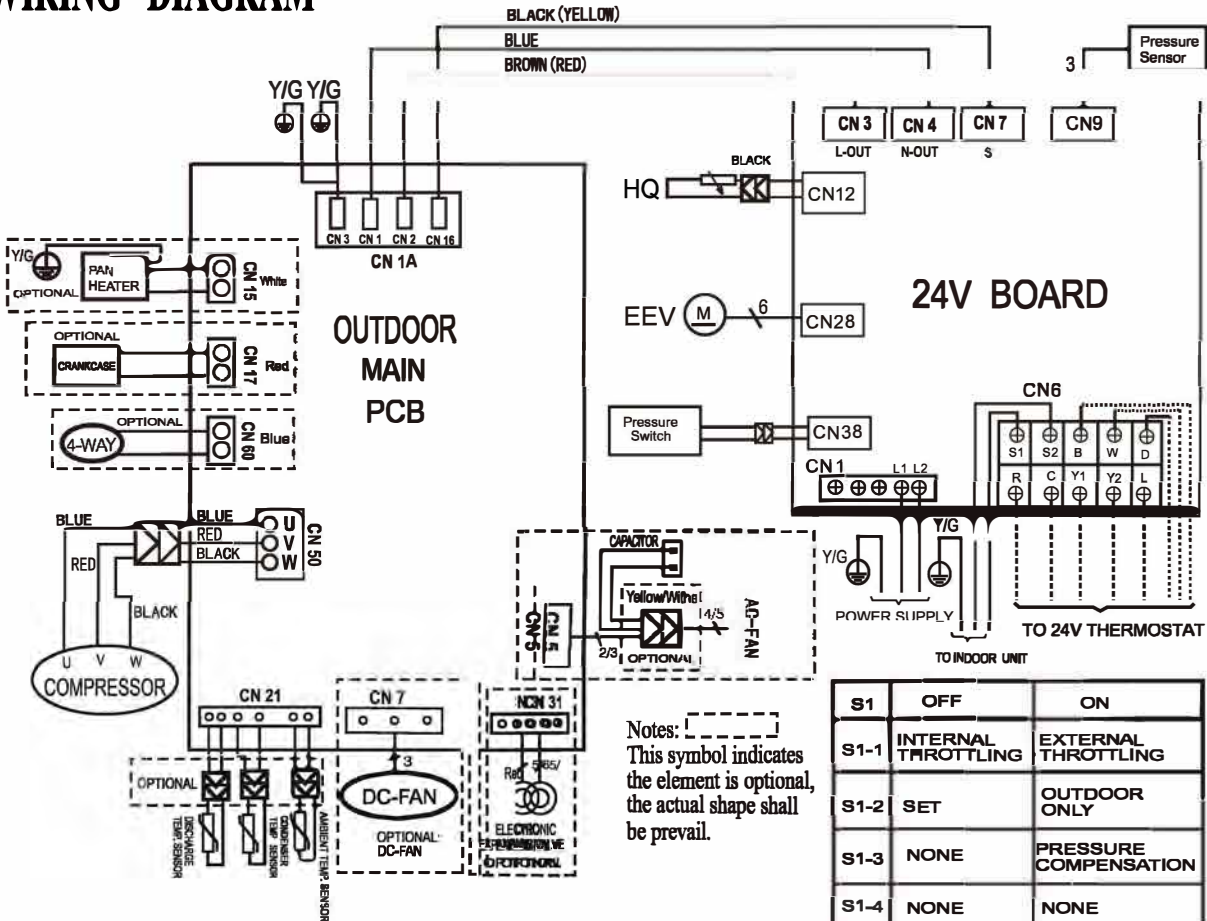 WIRING DIAGRAM
BLACK (YELLOW)
BLUE
BROWN (RED)
3
Pressure
Sensor
Y/G Y/G
CN 3
CN 4
CN 7
CN9
L-OUT
N-OUT
S
BLACK
HQ
CN12
CN 3
CN 1
CN 2
CN 16
CN 1A
Y/G
PAN
HEATER
OPTIONAL
CN 15
White
24V BOARD
EEV
M
6
CN28
OUTDOOR
MAIN
PCB
OPTIONAL
CRANKCASE
CN 17
Red
CN6
OPTIONAL
4-WAY
CN 60
Blue
Pressure
Switch
CN38
S1 S2 B W D
R C Y1 Y2 L
CN1
L1 L2
BLUE
BLUE
RED
BLACK
U
V
W
CN 50
RED
BLACK
CAPACITOR
Y/G
Y/G
Yellow/Withe
4/5
AC-FAN
CN-5
CN 5
2/3
OPTIONAL
POWER SUPPLY
TO 24V THERMOSTAT
TO INDOOR UNIT
U V W
COMPRESSOR
CN 21
CN 7
31
S1 OFF ON
S1-1 INTERNAL THROTTLING EXTERNAL THROTTLING
S1-2 SET OUTDOOR ONLY
S1-3 NONE PRESSURE COMPENSATION
S1-4 NONE NONE
Notes:
This symbol indicates
the element is optional,
the actual shape shall
be prevail.
OPTIONAL
3
DC-FAN
OPTIONAL:
DC-FAN
Red
ELECTRONIC
DISCHARGE
TEMP. SENSOR
CONDENSER
TEMP. SENSOR
AMBIENT TEMP. SENSOR